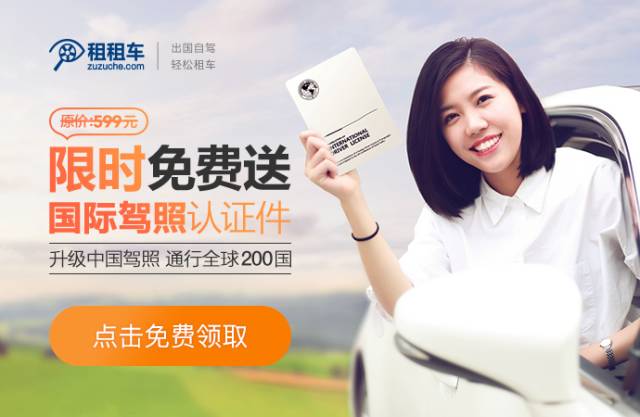 租租车
zuzuche.com
出国自驾
轻松租车
原价:599元
限时免费送
国际驾照认证件
升级中国驾照 通行全球200国
点击免费领取
INTERNATIONAL
DRIVER LICENSE